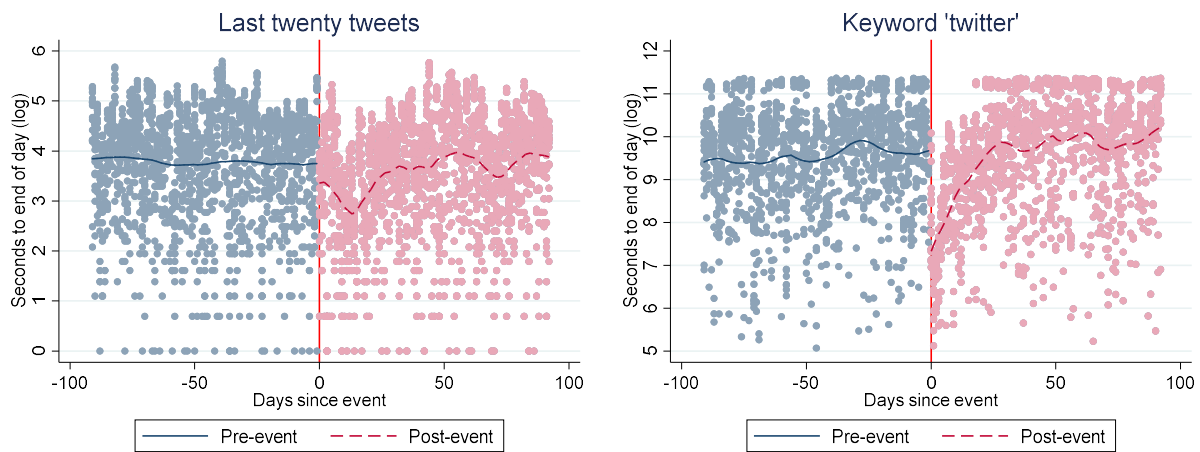 Last twenty tweets
Seconds to end of day (log)
6
5
4
3
2
1
0
-100
-50
0
50
100
Days since event
Pre-event
Post-event
Keyword 'twitter'
Seconds to end of day (log)
12
11
10
9
8
7
6
5
-100
-50
0
50
100
Days since event
Pre-event
Post-event